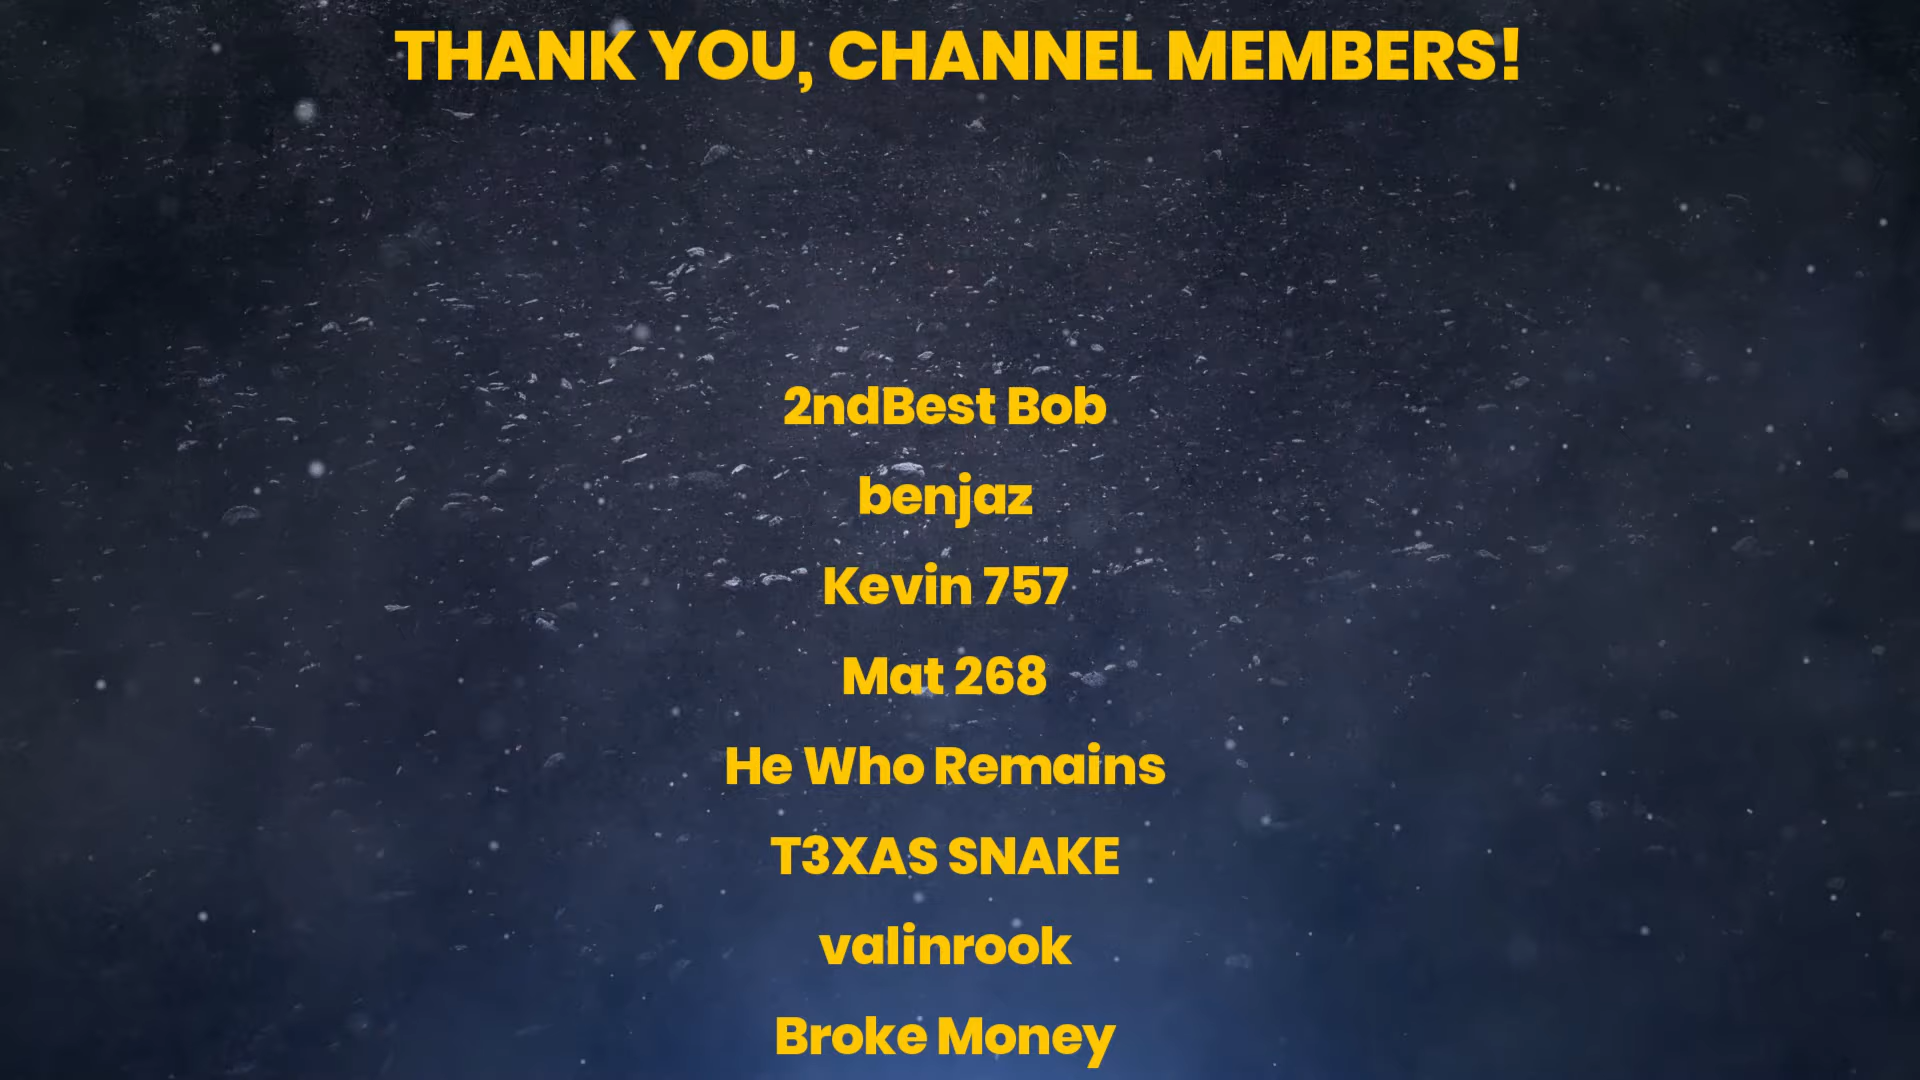 THANK YOU, CHANNEL MEMBERS!
2ndBest Bob
benjaz
Kevin 757
Mat 268
He Who Remains
T3XAS SNAKE
valinrook
Broke Money